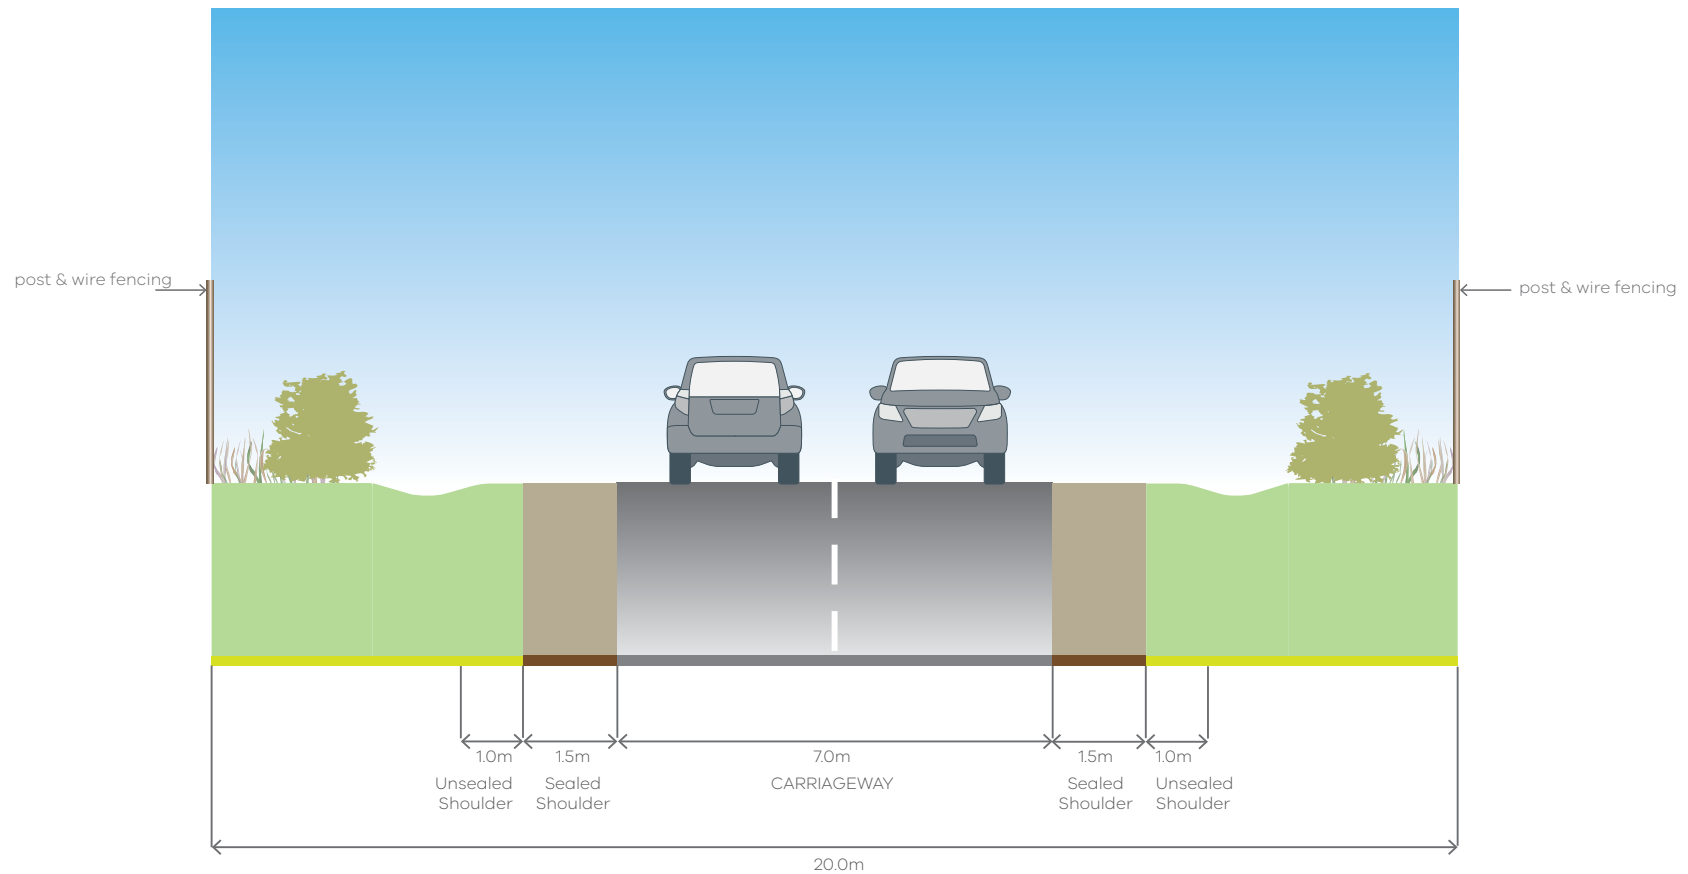 post & wire fencing
post & wire fencing
1.0m
Unsealed
Shoulder
1.5m
Sealed
Shoulder
7.0m
CARRIAGEWAY
1.5m
Sealed
Shoulder
1.0m
Unsealed
Shoulder
20.0m